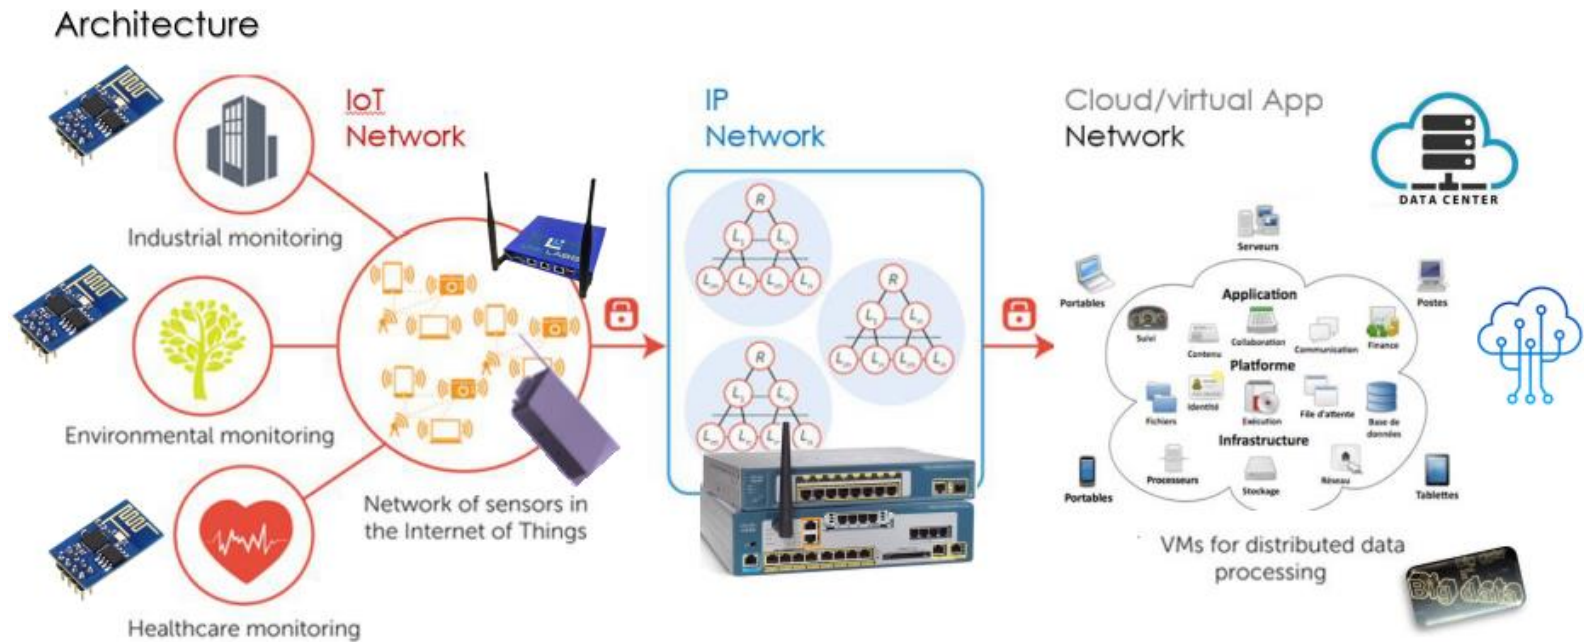 Architecture
IoT
Network
IP
Network
Cloud/virtual App
Network
DATA CENTER
Industrial monitoring
Environmental monitoring
Healthcare monitoring
Network of sensors in
the Internet of Things
R
R
R
Serveurs
Portables
Postes
Application
Suivi
Contenu
Collaboration
Communication
Finance
Platforme
Fichiers
Identité
Exécution
File d'attente
Base de
données
Infrastructure
Processeurs
Stockage
Réseau
Portables
Tablettes
VMs for distributed data
processing
Big data